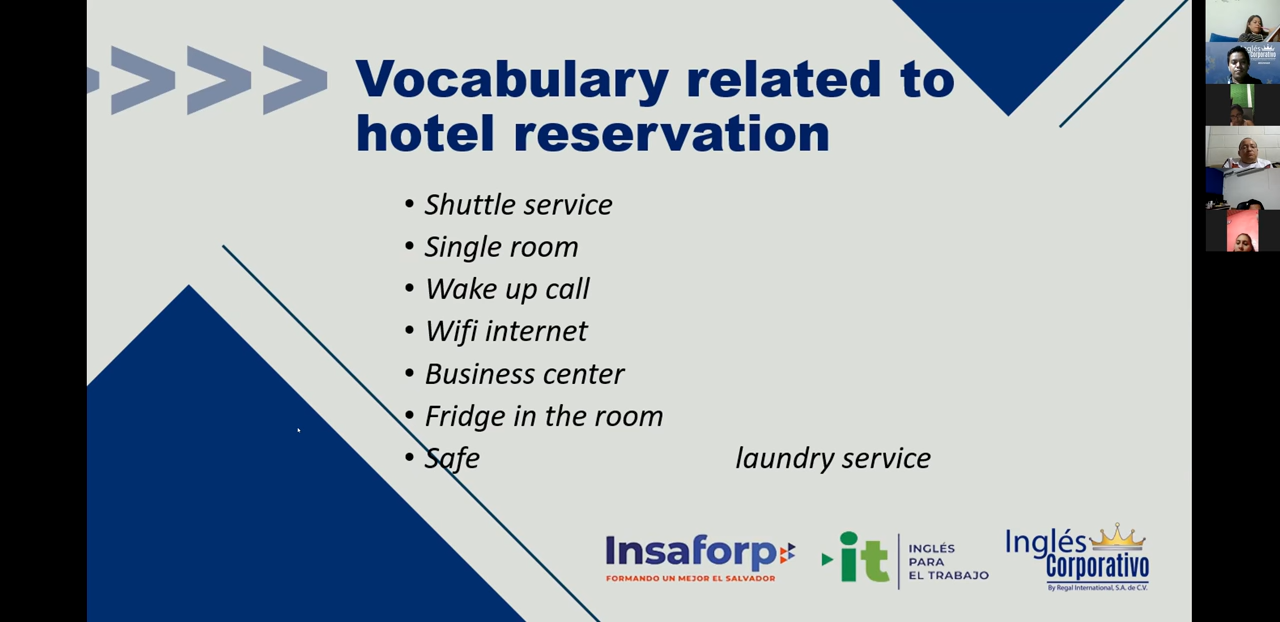 Vocabulary related to
hotel reservation
• Shuttle service
• Single room
• Wake up call
• Wifi internet
• Business center
• Fridge in the room
• Safe laundry service
Insaforp
FORMANDO UN MEJOR EL SALVADOR
it
INGLÉS
PARA
EL TRABAJO
Inglés
Corporativo
By Regal International, S.A. de C.V.